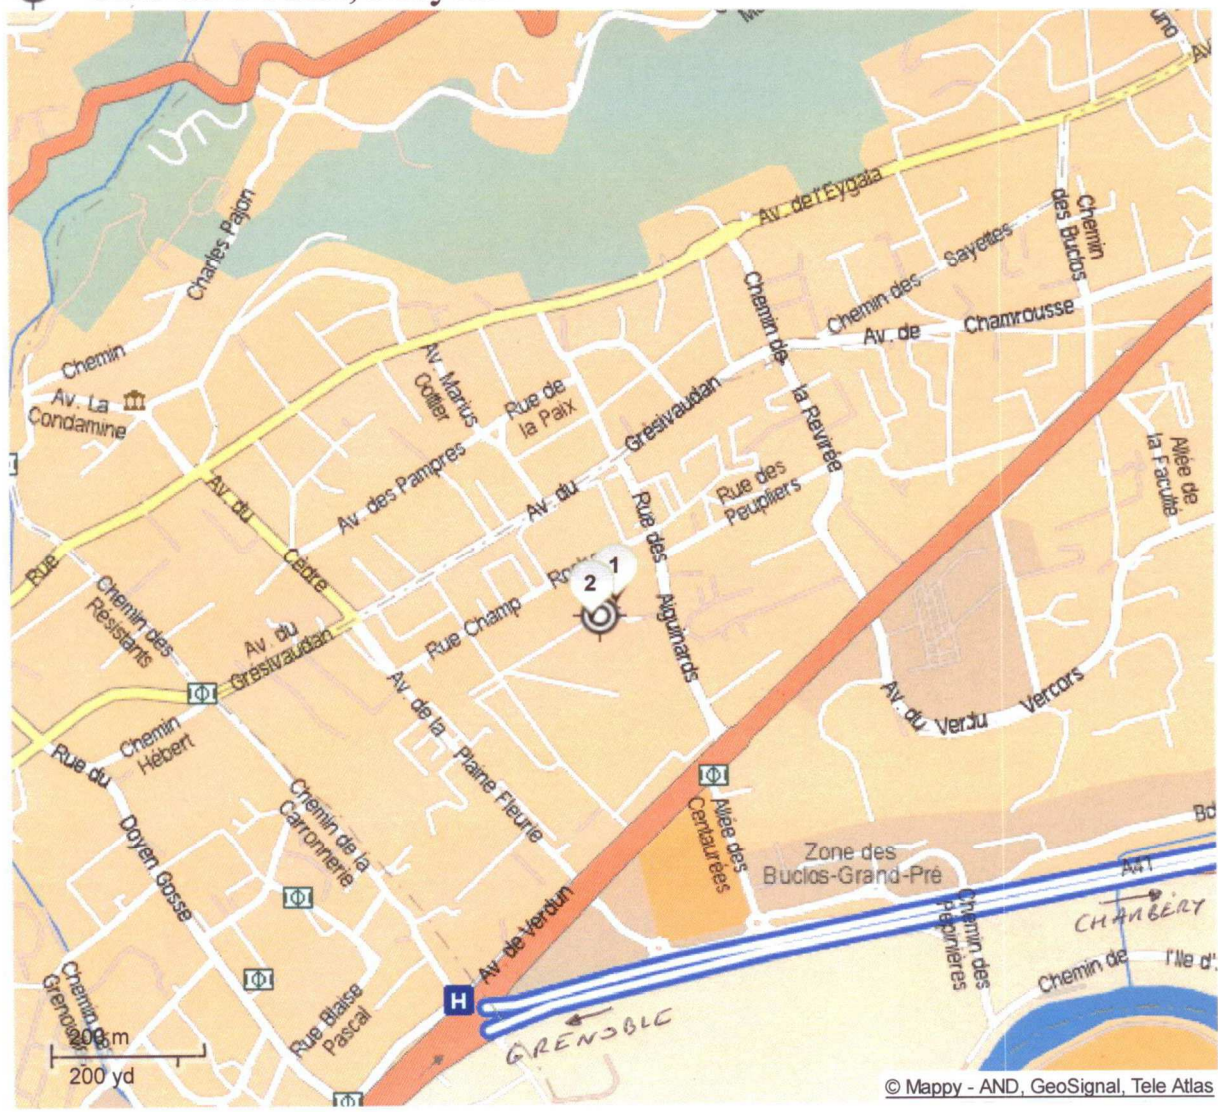 Av. de l'Eygala
Charles Pajon
Chemin
des Buclos
Chemin des
Sayettes
Chemin de
la Revirée
Av. de
Chamrousse
Chemin
Av. La
Condamine
Av. Marius
Rue de
la Paix
Grésivaudan
Allée de
la Faculté
Av. des Pampres
Av. du
Rue des
Peupliers
Av. du
Cèdre
Rue des
Aiguinards
Rue
1
2
Chemin des
Résistants
Av. du
Grésivaudan
Rue Champ
Av. de la
Plaine Fleurie
Av. du
Vercors
Chemin
Hébert
Rue du
Doyen Gosse
Chemin de la
Carronnerie
Allée des
Centaurées
Zone des
Buclos-Grand-Pré
Bd
A41
CHAMBÉRY
Av. de Verdun
Chemin des
Pépinières
Chemin de
l'Ile d'
H
GRENOBLE
Rue Blaise
Pascal
200 m
200 yd
© Mappy - AND, GeoSignal, Tele Atlas